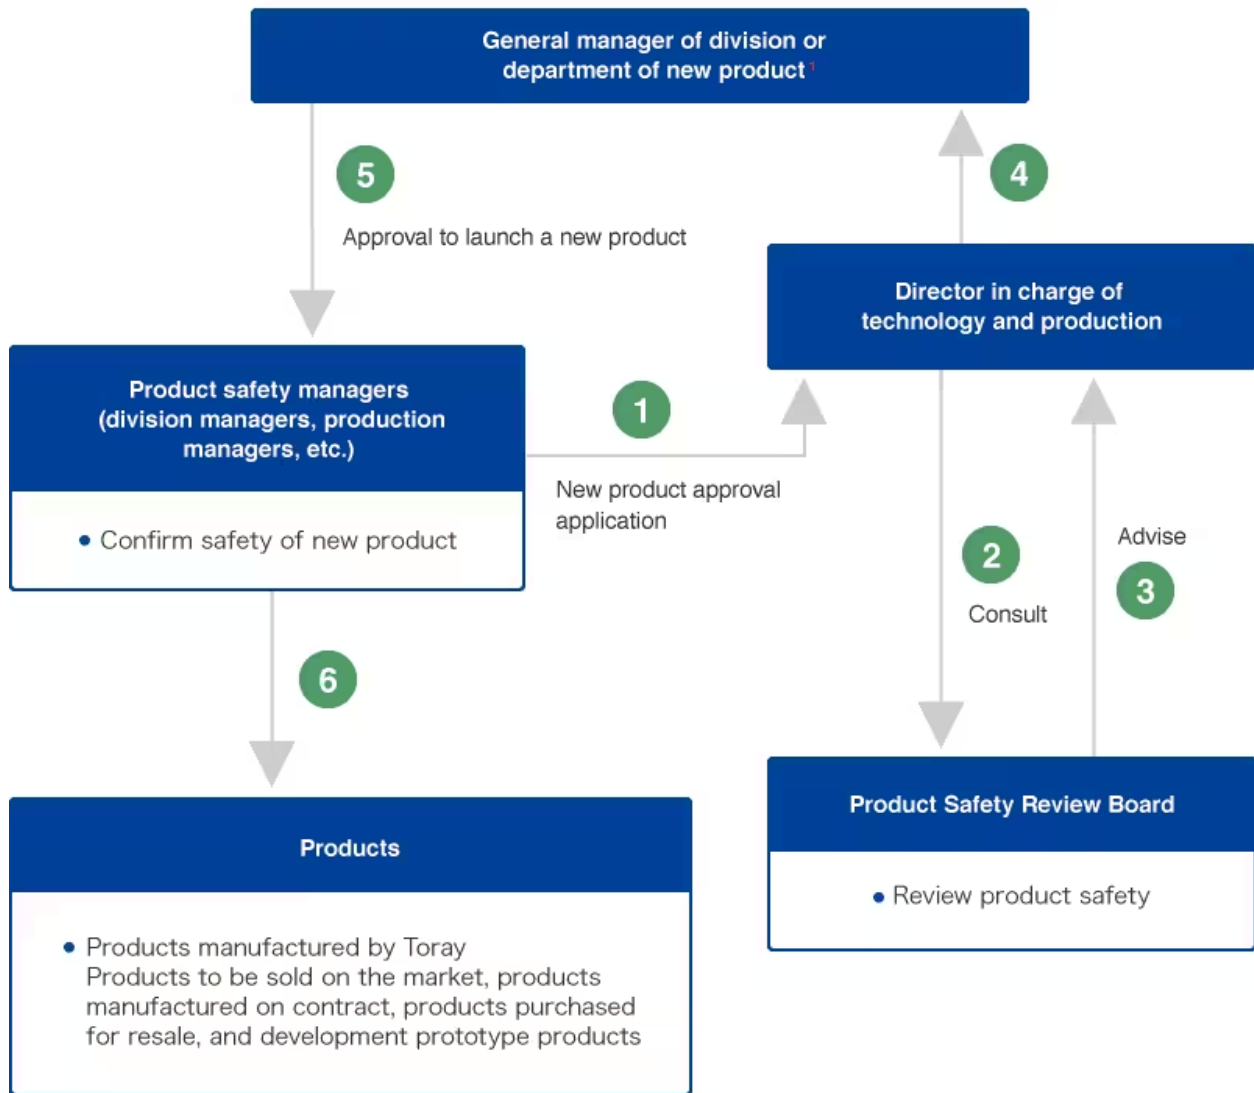 General manager of division or
department of new product¹
5
4
Approval to launch a new product
Director in charge of
technology and production
Product safety managers
(division managers, production
managers, etc.)
1
New product approval
application
• Confirm safety of new product
2
Consult
Advise
3
6
Product Safety Review Board
• Review product safety
Products
• Products manufactured by Toray
Products to be sold on the market, products
manufactured on contract, products purchased
for resale, and development prototype products